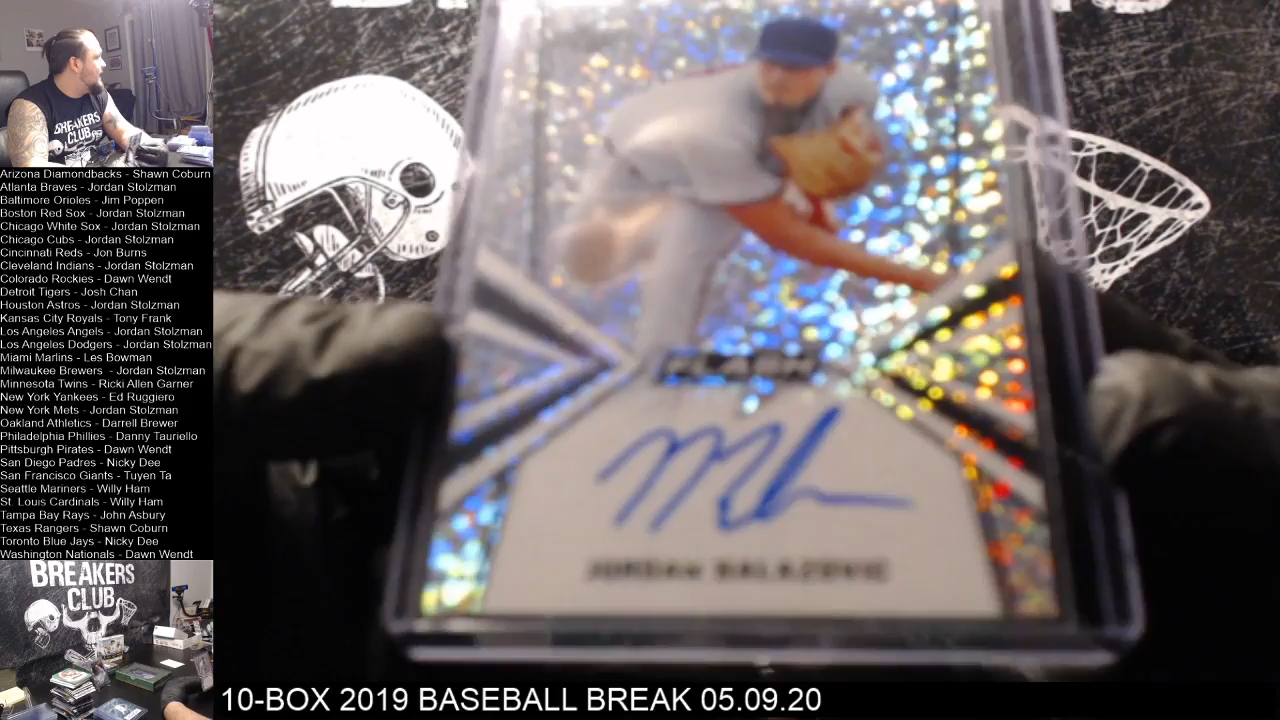 BREAKERS
CLUB
Arizona Diamondbacks - Shawn Coburn
Atlanta Braves - Jordan Stolzman
Baltimore Orioles - Jim Poppen
Boston Red Sox - Jordan Stolzman
Chicago White Sox - Jordan Stolzman
Chicago Cubs - Jordan Stolzman
Cincinnati Reds - Jon Burns
Cleveland Indians - Jordan Stolzman
Colorado Rockies - Dawn Wendt
Detroit Tigers - Josh Chan
Houston Astros - Jordan Stolzman
Kansas City Royals - Tony Frank
Los Angeles Angels - Jordan Stolzman
Los Angeles Dodgers - Jordan Stolzman
Miami Marlins - Les Bowman
Milwaukee Brewers - Jordan Stolzman
Minnesota Twins - Ricki Allen Garner
New York Yankees - Ed Ruggiero
New York Mets - Jordan Stolzman
Oakland Athletics - Darrell Brewer
Philadelphia Phillies - Danny Tauriello
Pittsburgh Pirates - Dawn Wendt
San Diego Padres - Nicky Dee
San Francisco Giants - Tuyen Ta
Seattle Mariners - Willy Ham
St. Louis Cardinals - Willy Ham
Tampa Bay Rays - John Asbury
Texas Rangers - Shawn Coburn
Toronto Blue Jays - Nicky Dee
Washington Nationals - Dawn Wendt
BREAKERS
CLUB
FLASH
JORDAN BALAZOVIC
10-BOX 2019 BASEBALL BREAK 05.09.20